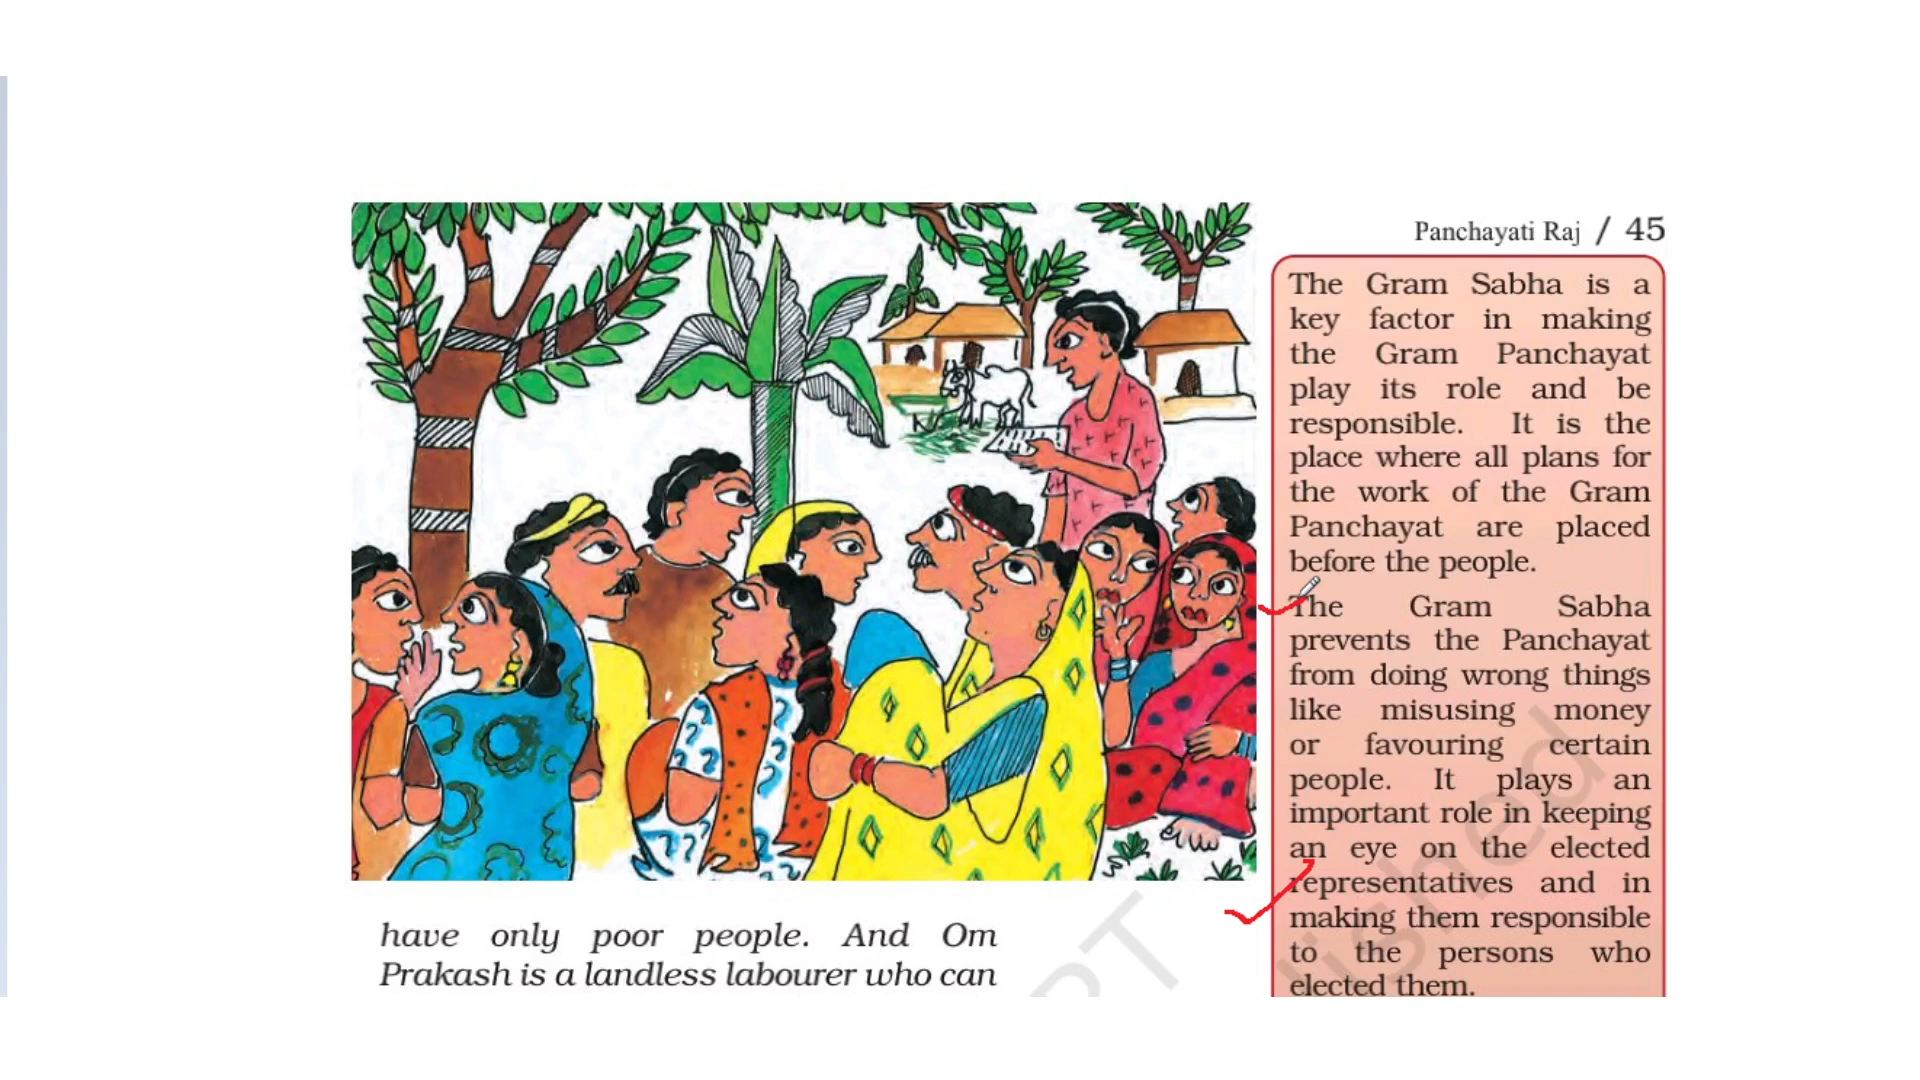 Panchayati Raj / 45
The Gram Sabha is a
key factor in making
the Gram Panchayat
play its role and be
responsible. It is the
place where all plans for
the work of the Gram
Panchayat are placed
before the people.
The Gram Sabha
prevents the Panchayat
from doing wrong things
like misusing money
or favouring certain
people. It plays an
important role in keeping
an eye on the elected
representatives and in
making them responsible
to the persons who
elected them.
have only poor people. And Om
Prakash is a landless labourer who can